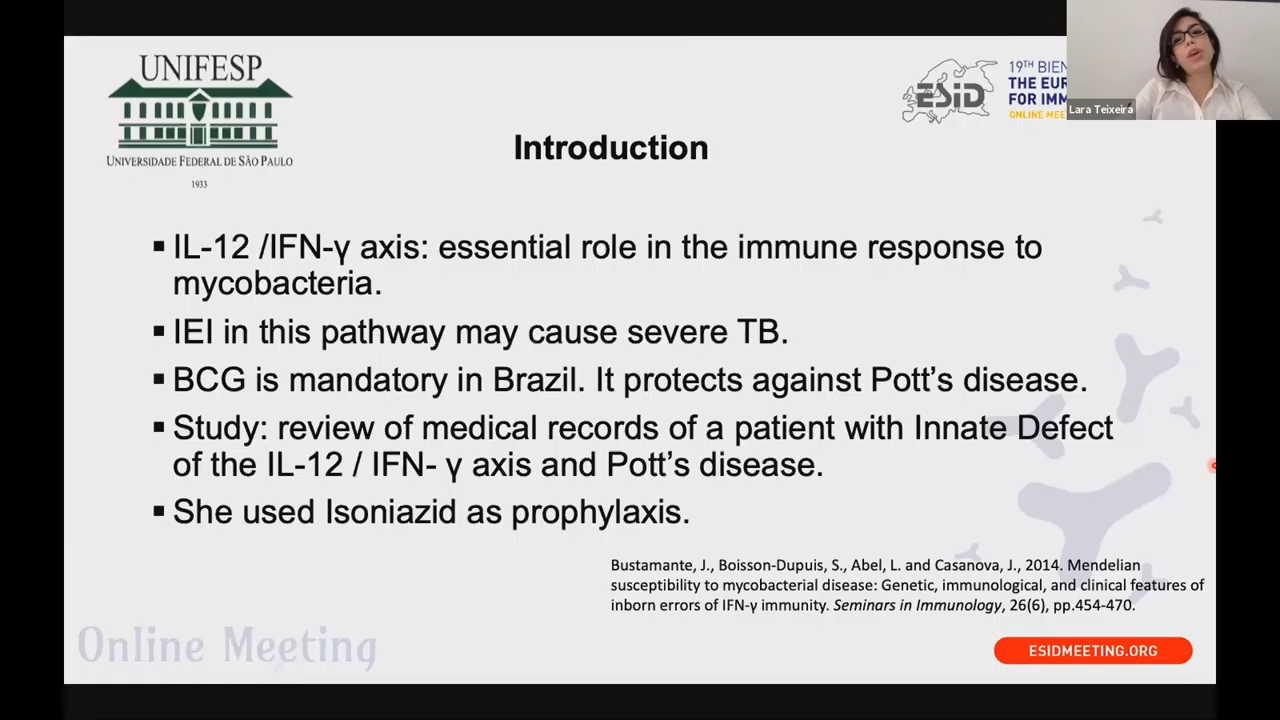 UNIFESP
UNIVERSIDADE FEDERAL DE SÃO PAULO
1933
ESID
19TH BIEN
THE EUR
FOR IMM
ONLINE MEE
Lara Teixeira
Introduction
▪ IL-12 /IFN-γ axis: essential role in the immune response to
mycobacteria.
▪ IEI in this pathway may cause severe TB.
▪ BCG is mandatory in Brazil. It protects against Pott’s disease.
▪ Study: review of medical records of a patient with Innate Defect
of the IL-12 / IFN- γ axis and Pott’s disease.
▪ She used Isoniazid as prophylaxis.
Bustamante, J., Boisson-Dupuis, S., Abel, L. and Casanova, J., 2014. Mendelian
susceptibility to mycobacterial disease: Genetic, immunological, and clinical features of
inborn errors of IFN-γ immunity. Seminars in Immunology, 26(6), pp.454-470.
Online Meeting
ESIDMEETING.ORG